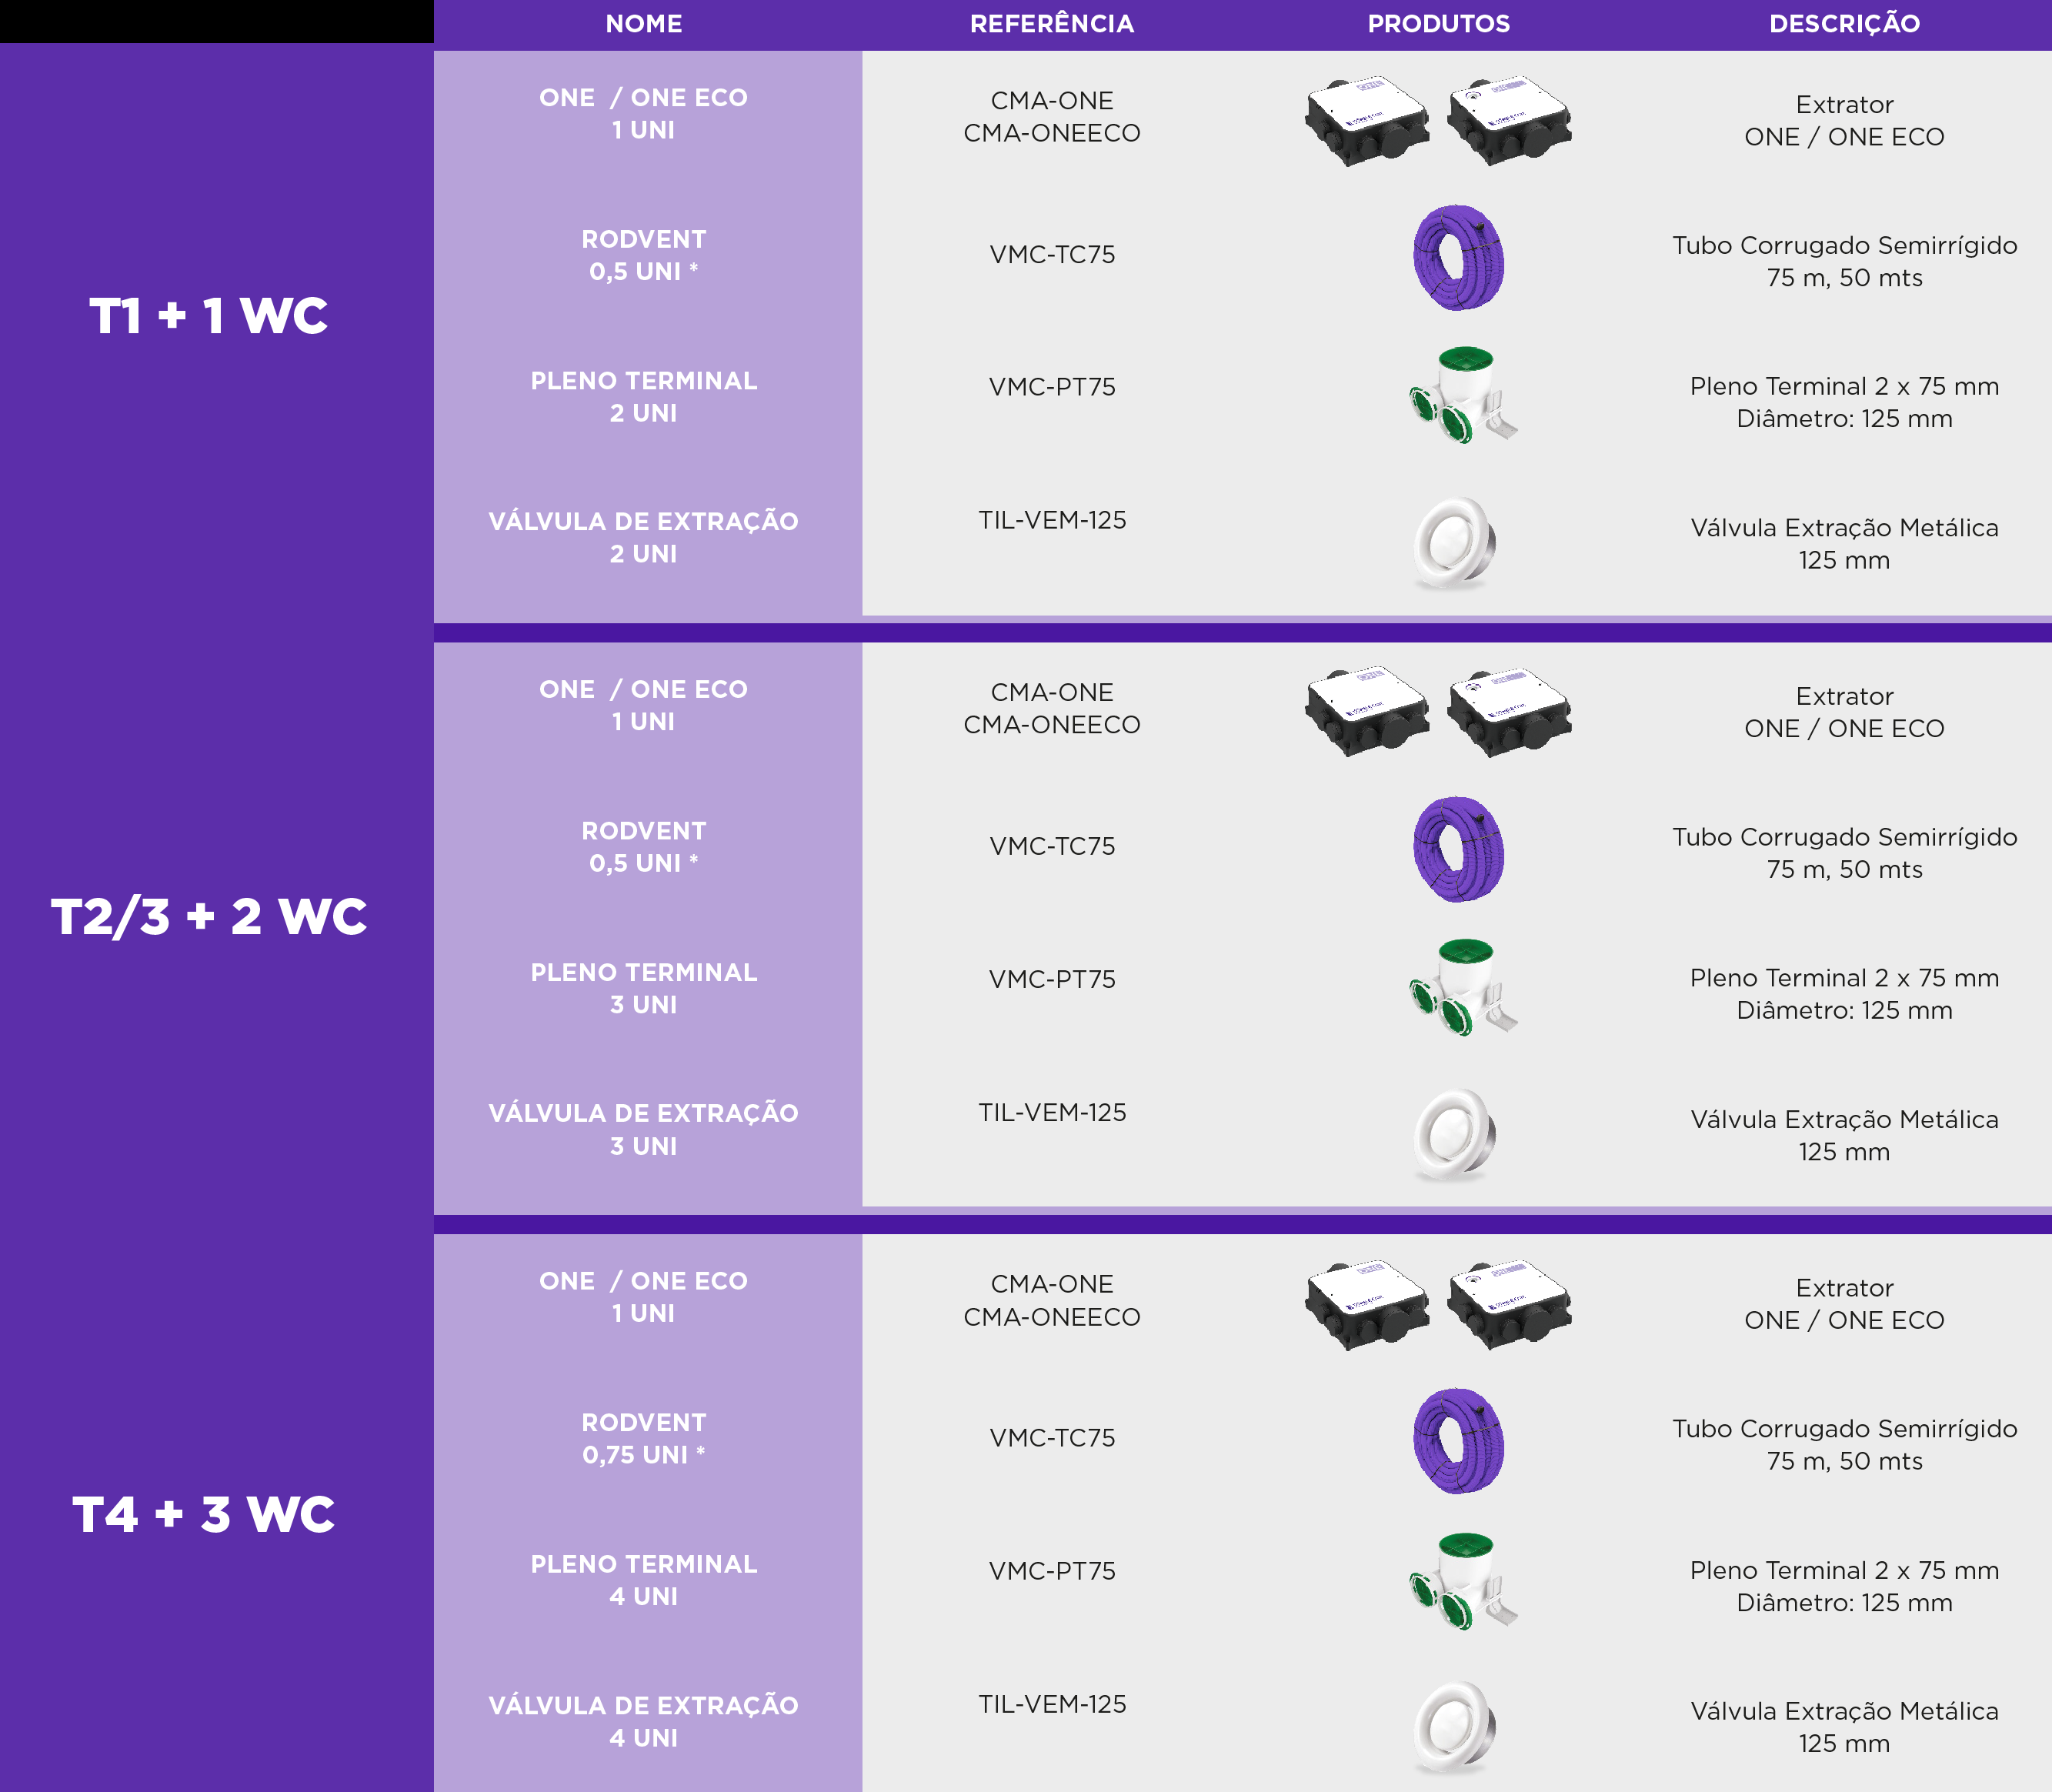 NOME REFERÊNCIA PRODUTOS DESCRIÇÃO
T1 + 1 WC
ONE / ONE ECO
1 UNI
CMA-ONE
CMA-ONEECO
Extrator
ONE / ONE ECO
RODVENT
0,5 UNI *
VMC-TC75
Tubo Corrugado Semirrígido
75 m, 50 mts
PLENO TERMINAL
2 UNI
VMC-PT75
Pleno Terminal 2 x 75 mm
Diâmetro: 125 mm
VÁLVULA DE EXTRAÇÃO
2 UNI
TIL-VEM-125
Válvula Extração Metálica
125 mm
T2/3 + 2 WC
ONE / ONE ECO
1 UNI
CMA-ONE
CMA-ONEECO
Extrator
ONE / ONE ECO
RODVENT
0,5 UNI *
VMC-TC75
Tubo Corrugado Semirrígido
75 m, 50 mts
PLENO TERMINAL
3 UNI
VMC-PT75
Pleno Terminal 2 x 75 mm
Diâmetro: 125 mm
VÁLVULA DE EXTRAÇÃO
3 UNI
TIL-VEM-125
Válvula Extração Metálica
125 mm
T4 + 3 WC
ONE / ONE ECO
1 UNI
CMA-ONE
CMA-ONEECO
Extrator
ONE / ONE ECO
RODVENT
0,75 UNI *
VMC-TC75
Tubo Corrugado Semirrígido
75 m, 50 mts
PLENO TERMINAL
4 UNI
VMC-PT75
Pleno Terminal 2 x 75 mm
Diâmetro: 125 mm
VÁLVULA DE EXTRAÇÃO
4 UNI
TIL-VEM-125
Válvula Extração Metálica
125 mm